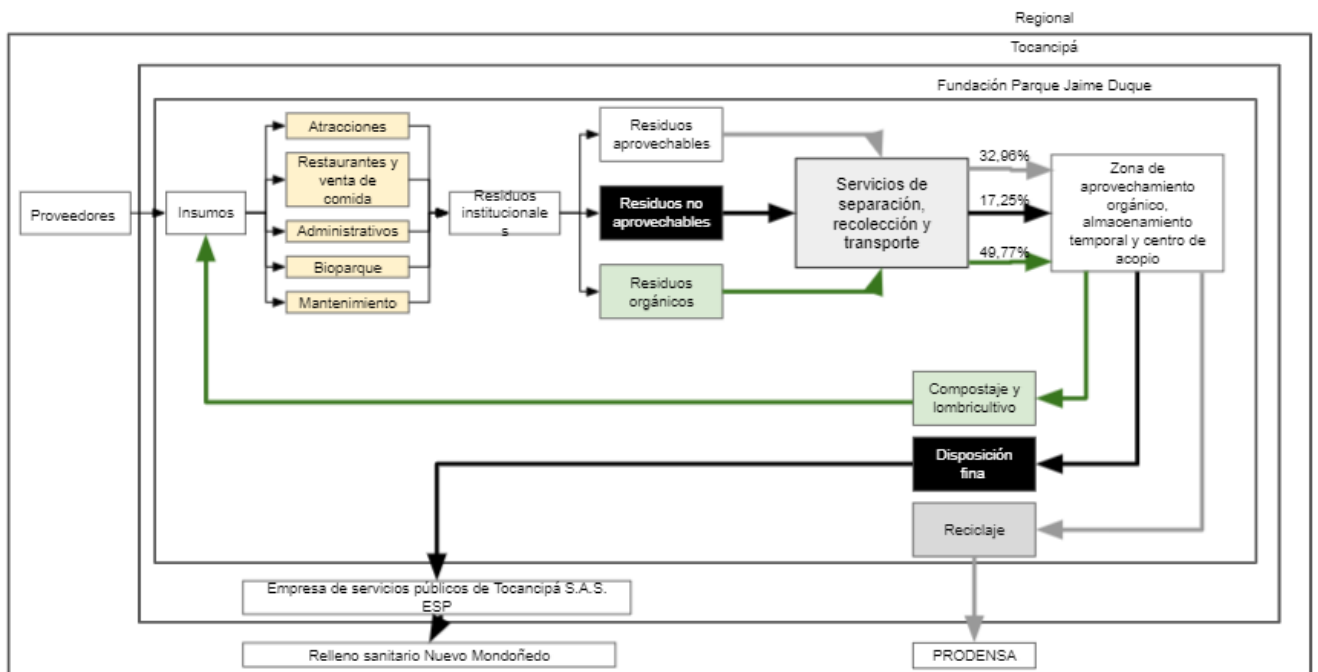 Regional
Tocancipá
Fundación Parque Jaime Duque
Proveedores
Insumos
Atracciones
Restaurantes y
venta de
comida
Administrativos
Bioparque
Mantenimiento
Residuos
institucionale
s
Residuos
aprovechables
Residuos no
aprovechables
Residuos
orgánicos
Servicios de
separación,
recolección y
transporte
32,96%
17,25%
49,77%
Zona de
aprovechamiento
orgánico,
almacenamiento
temporal y centro de
acopio
Compostaje y
lombricultivo
Disposición
fina
Reciclaje
Empresa de servicios públicos de Tocancipá S.A.S.
ESP
Relleno sanitario Nuevo Mondoñedo
PRODENSA